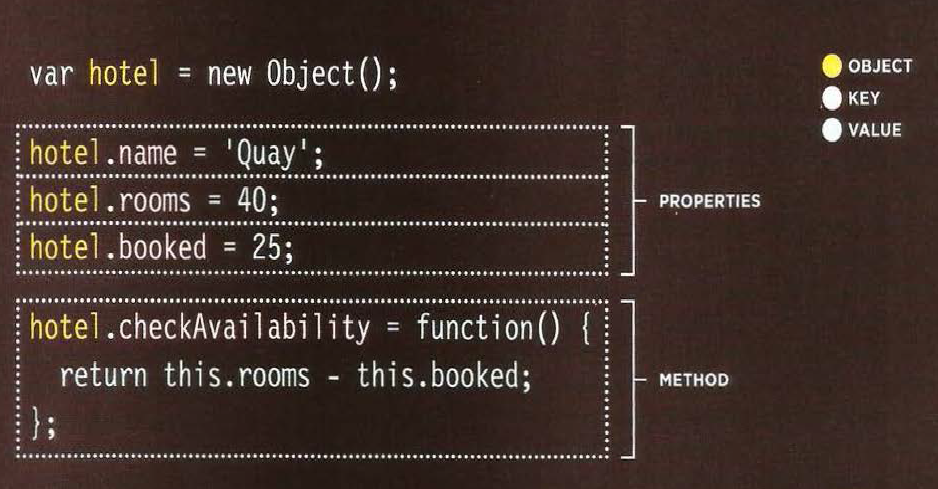 var hotel = new Object();
OBJECT
KEY
VALUE
hotel.name = 'Quay';
hotel.rooms = 40;
hotel.booked = 25;
PROPERTIES
hotel.checkAvailability = function() {
  return this.rooms - this.booked;
};
METHOD